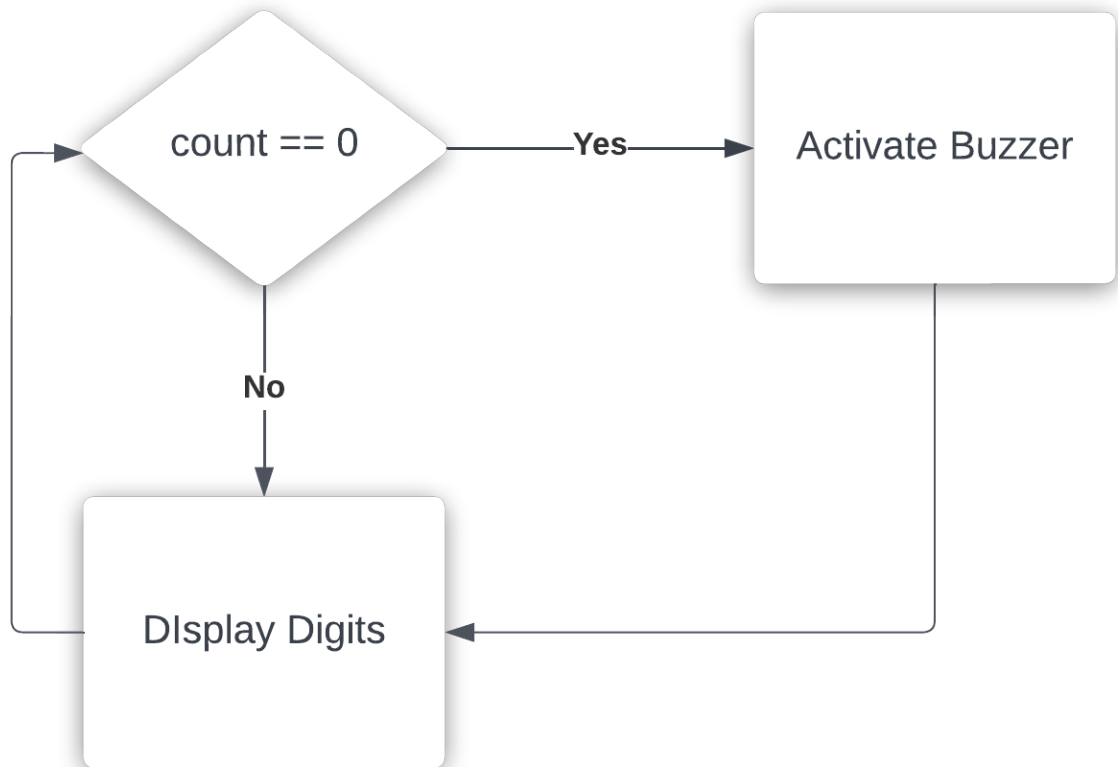 count == 0
Yes
Activate Buzzer
No
DIsplay Digits